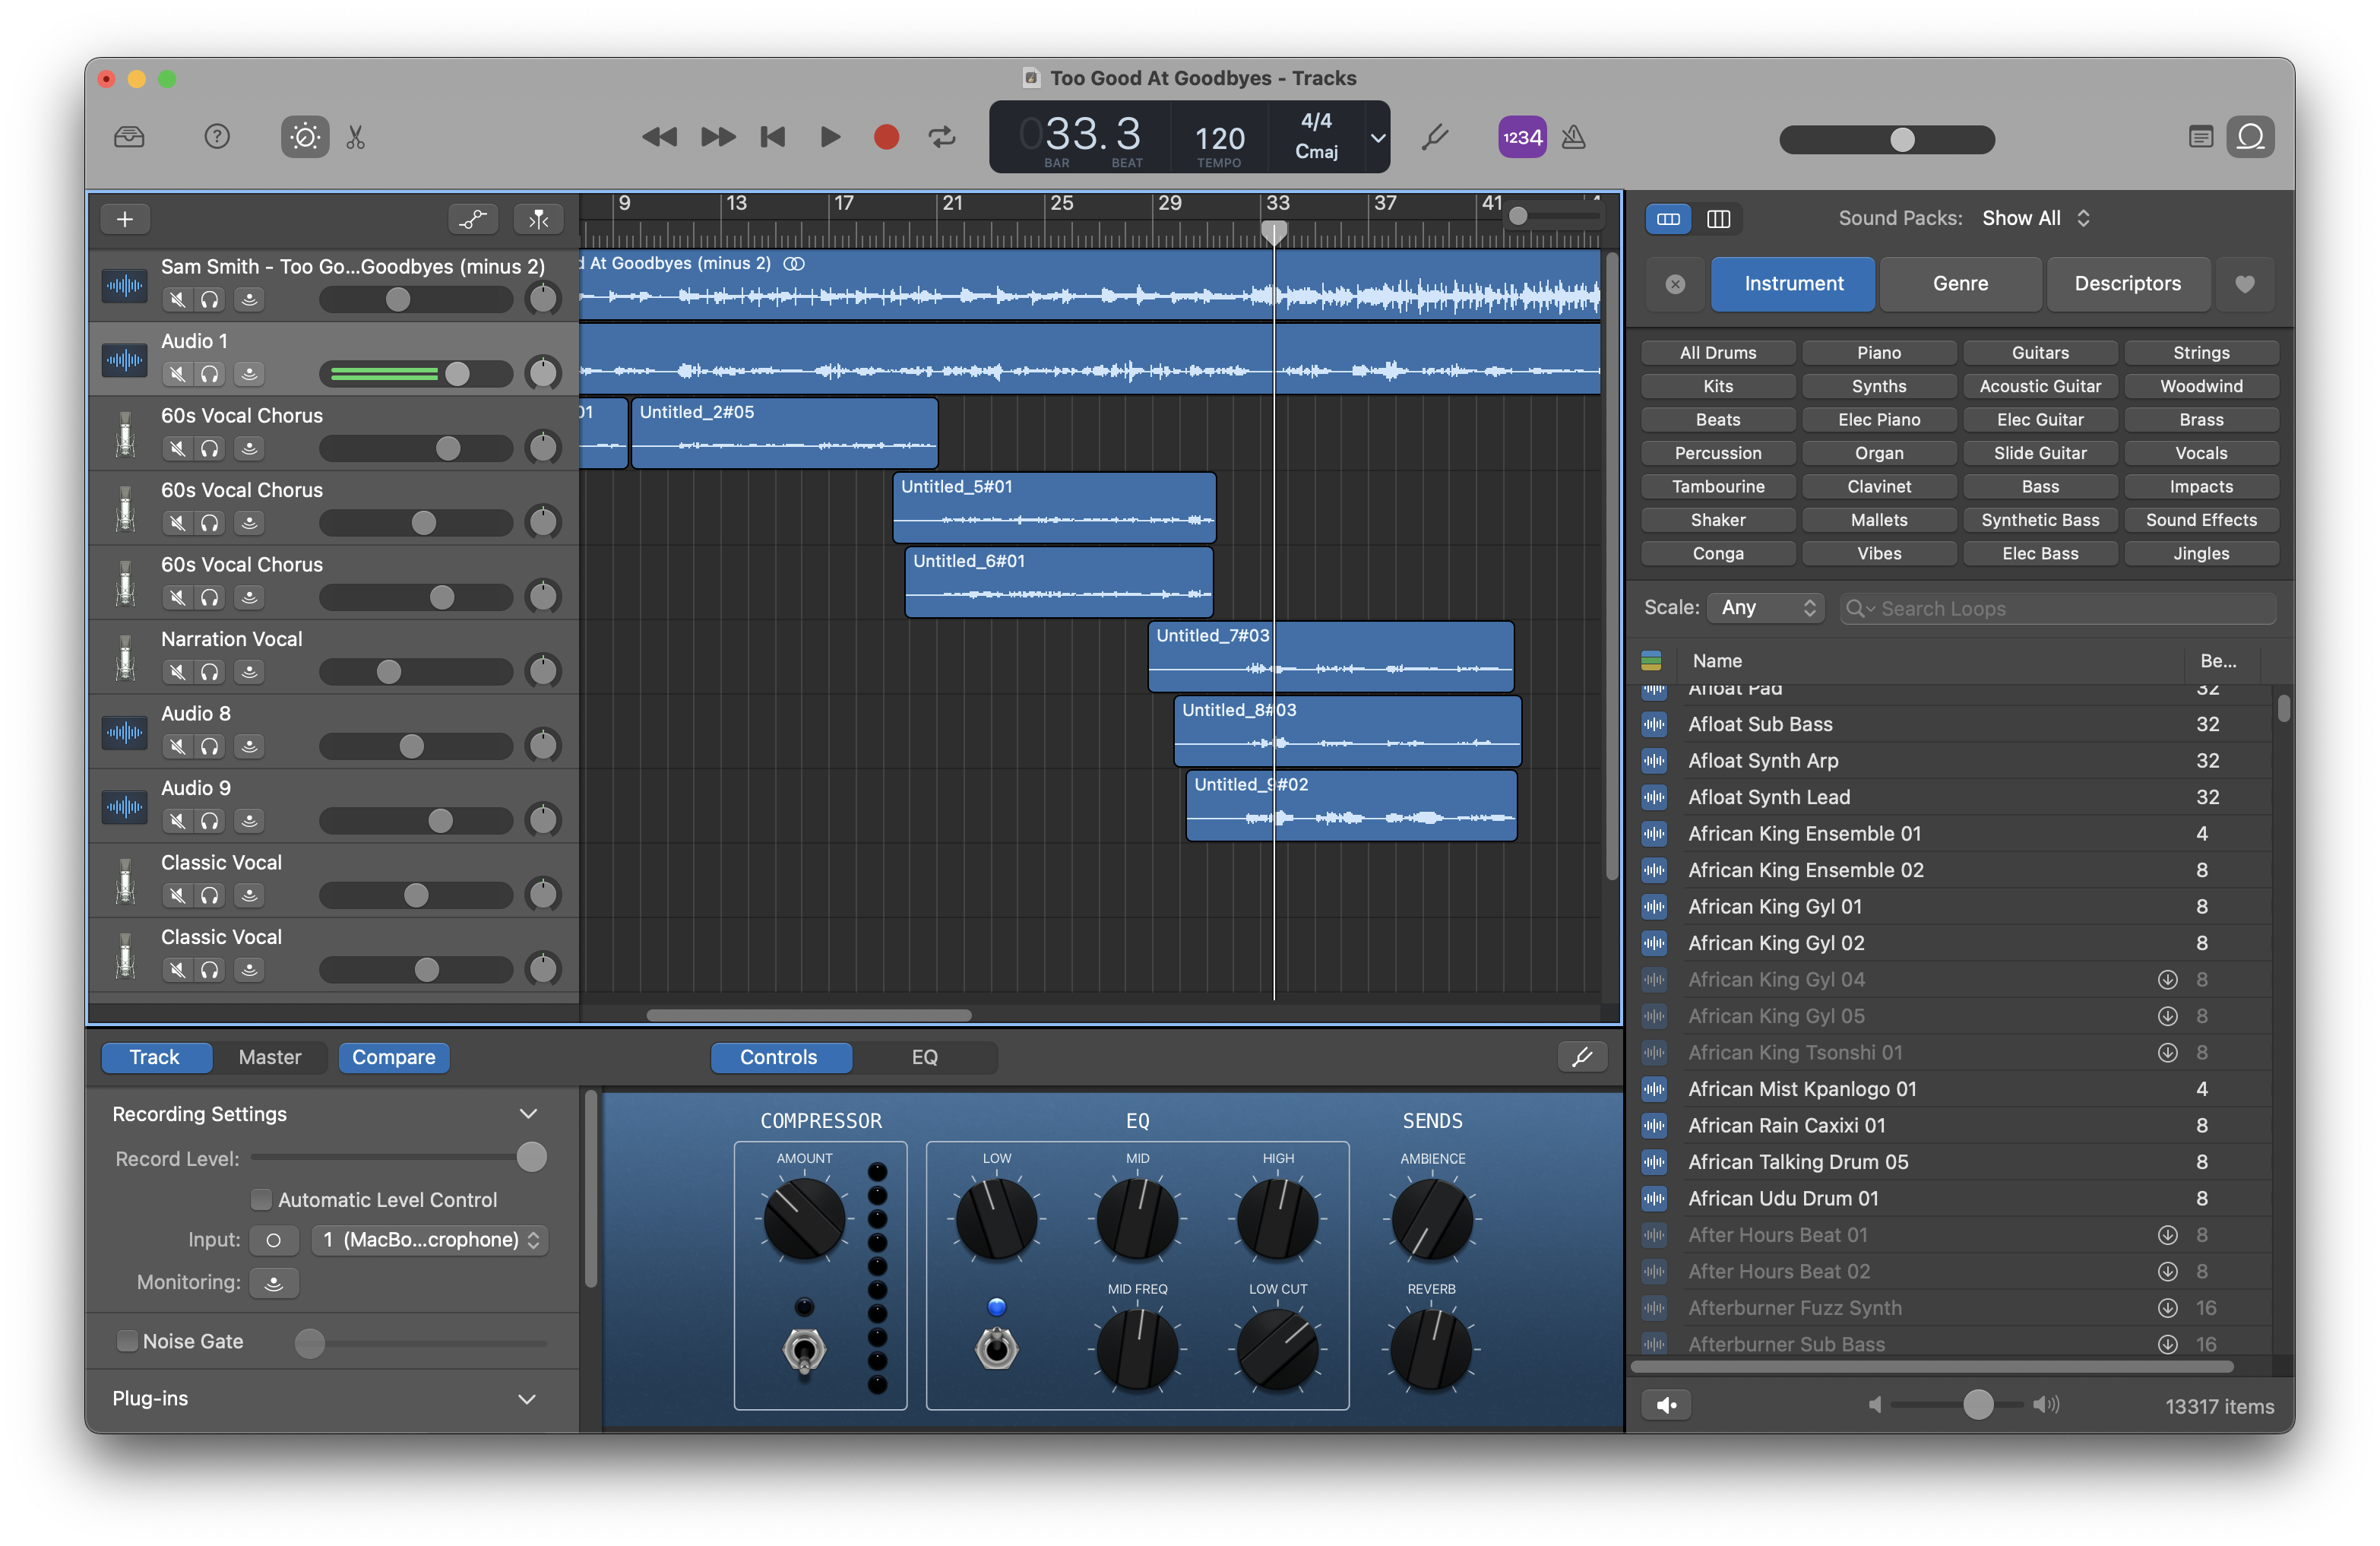 Too Good At Goodbyes - Tracks
033.3
BAR BEAT
120
TEMPO
4/4
Cmaj
1234
9 13 17 21 25 29 33 37 41
Sam Smith - Too Go...Goodbyes (minus 2)
d At Goodbyes (minus 2)
Audio 1
60s Vocal Chorus
01
Untitled_2#05
60s Vocal Chorus
Untitled_5#01
60s Vocal Chorus
Untitled_6#01
Narration Vocal
Untitled_7#03
Audio 8
Untitled_8#03
Audio 9
Untitled_9#02
Classic Vocal
Classic Vocal
Sound Packs: Show All
Instrument Genre Descriptors
All Drums Piano Guitars Strings
Kits Synths Acoustic Guitar Woodwind
Beats Elec Piano Elec Guitar Brass
Percussion Organ Slide Guitar Vocals
Tambourine Clavinet Bass Impacts
Shaker Mallets Synthetic Bass Sound Effects
Conga Vibes Elec Bass Jingles
Scale: Any Search Loops
Name Be...
Afloat Pad 32
Afloat Sub Bass 32
Afloat Synth Arp 32
Afloat Synth Lead 32
African King Ensemble 01 4
African King Ensemble 02 8
African King Gyl 01 8
African King Gyl 02 8
African King Gyl 04 8
African King Gyl 05 8
African King Tsonshi 01 8
African Mist Kpanlogo 01 4
African Rain Caxixi 01 8
African Talking Drum 05 8
African Udu Drum 01 8
After Hours Beat 01 8
After Hours Beat 02 8
Afterburner Fuzz Synth 16
Afterburner Sub Bass 16
13317 items
Track Master Compare
Controls EQ
Recording Settings
Record Level:
Automatic Level Control
Input: 1 (MacBo...crophone)
Monitoring:
Noise Gate
Plug-ins
COMPRESSOR EQ SENDS
AMOUNT LOW MID HIGH AMBIENCE
MID FREQ LOW CUT REVERB